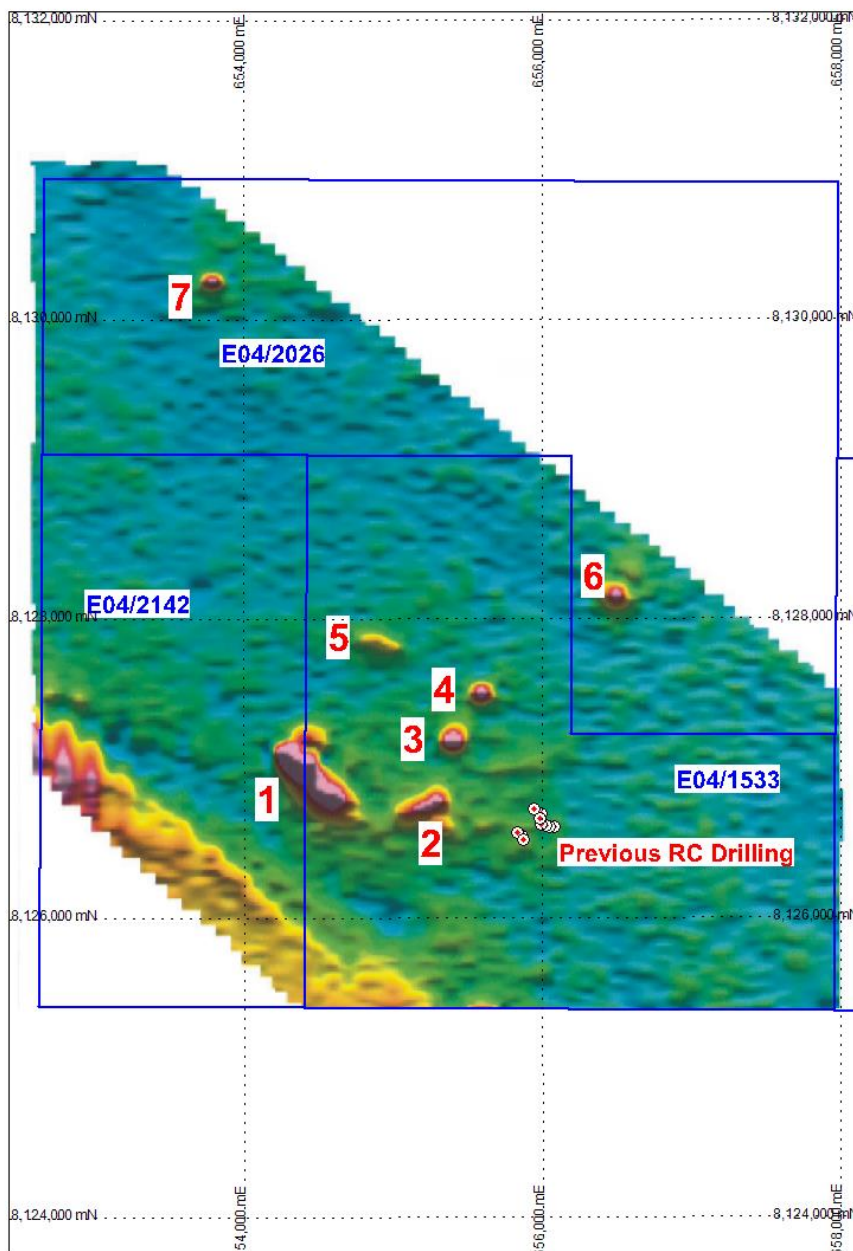 8,132,000 mN
8,132,000 mN
654,000 mE
656,000 mE
658,000 mE
7
8,130,000 mN
8,130,000 mN
E04/2026
6
E04/2142
8,128,000 mN
8,128,000 mN
5
4
3
E04/1533
1
2
Previous RC Drilling
8,126,000 mN
8,126,000 mN
8,124,000 mN
8,124,000 mN
54,000 mE
656,000 mE
658,000 mE